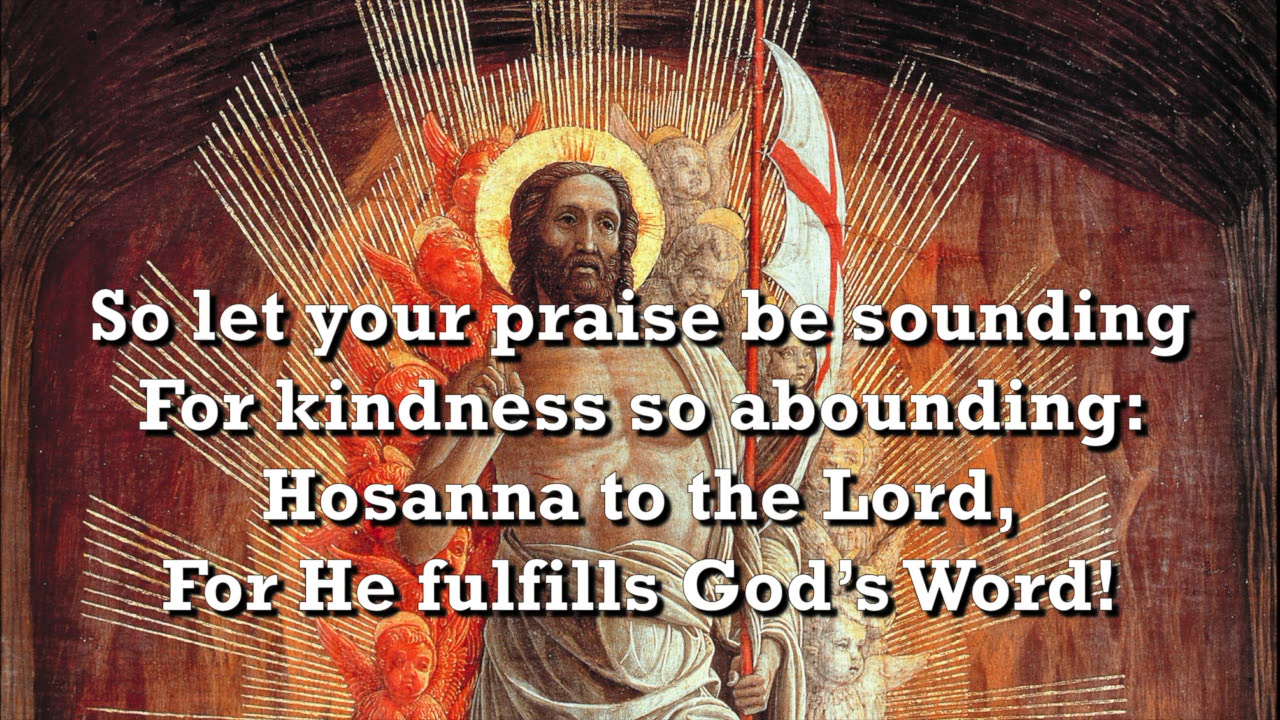 So let your praise be sounding
For kindness so abounding:
Hosanna to the Lord,
For He fulfills God’s Word!